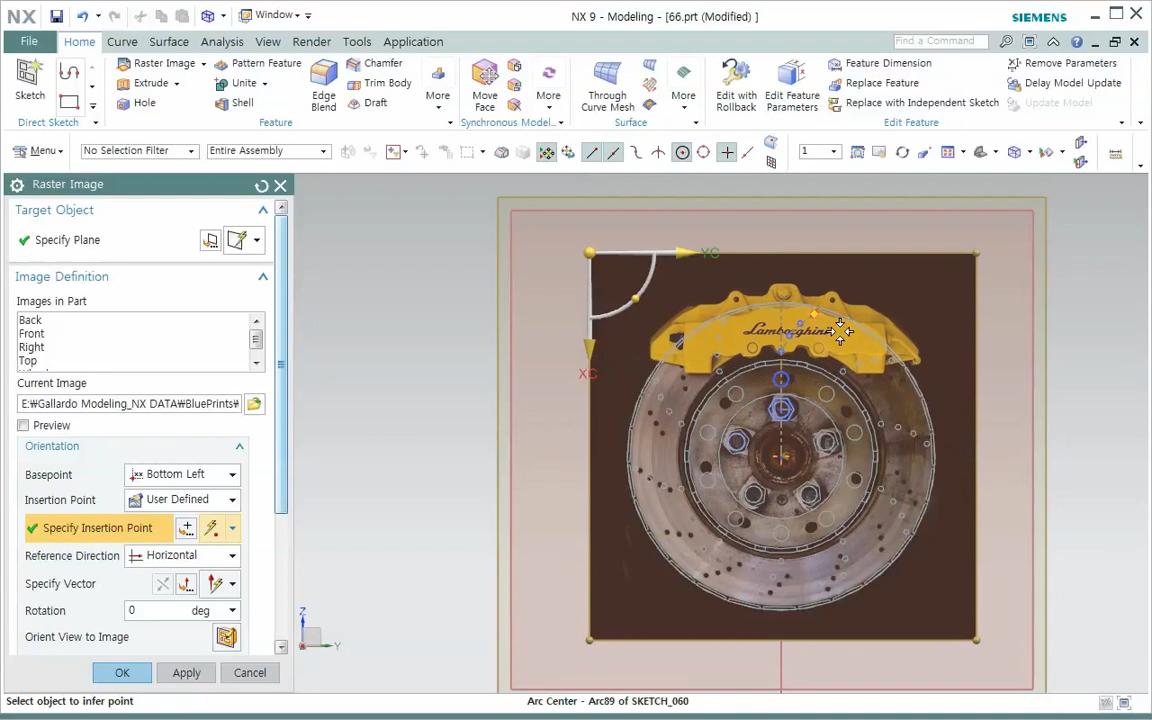 NX
Window
NX 9 - Modeling - [66.prt (Modified) ]
SIEMENS
File
Home
Curve
Surface
Analysis
View
Render
Tools
Application
Find a Command
Sketch
Direct Sketch
Raster Image
Extrude
Hole
Pattern Feature
Unite
Shell
Edge
Blend
Chamfer
Trim Body
Draft
More
Feature
Move
Face
More
Synchronous Model...
Through
Curve Mesh
More
Surface
Edit with
Rollback
Edit Feature
Parameters
Feature Dimension
Replace Feature
Replace with Independent Sketch
Remove Parameters
Delay Model Update
Update Model
Edit Feature
Menu
No Selection Filter
Entire Assembly
1
Raster Image
Target Object
Specify Plane
Image Definition
Images in Part
Back
Front
Right
Top
Current Image
E:₩Gallardo Modeling_NX DATA₩BluePrints₩
Preview
Orientation
Basepoint
Bottom Left
Insertion Point
User Defined
Specify Insertion Point
Reference Direction
Horizontal
Specify Vector
Rotation
0
deg
Orient View to Image
OK
Apply
Cancel
YC
XC
Lamborghini
Z
Y
Select object to infer point
Arc Center - Arc89 of SKETCH_060